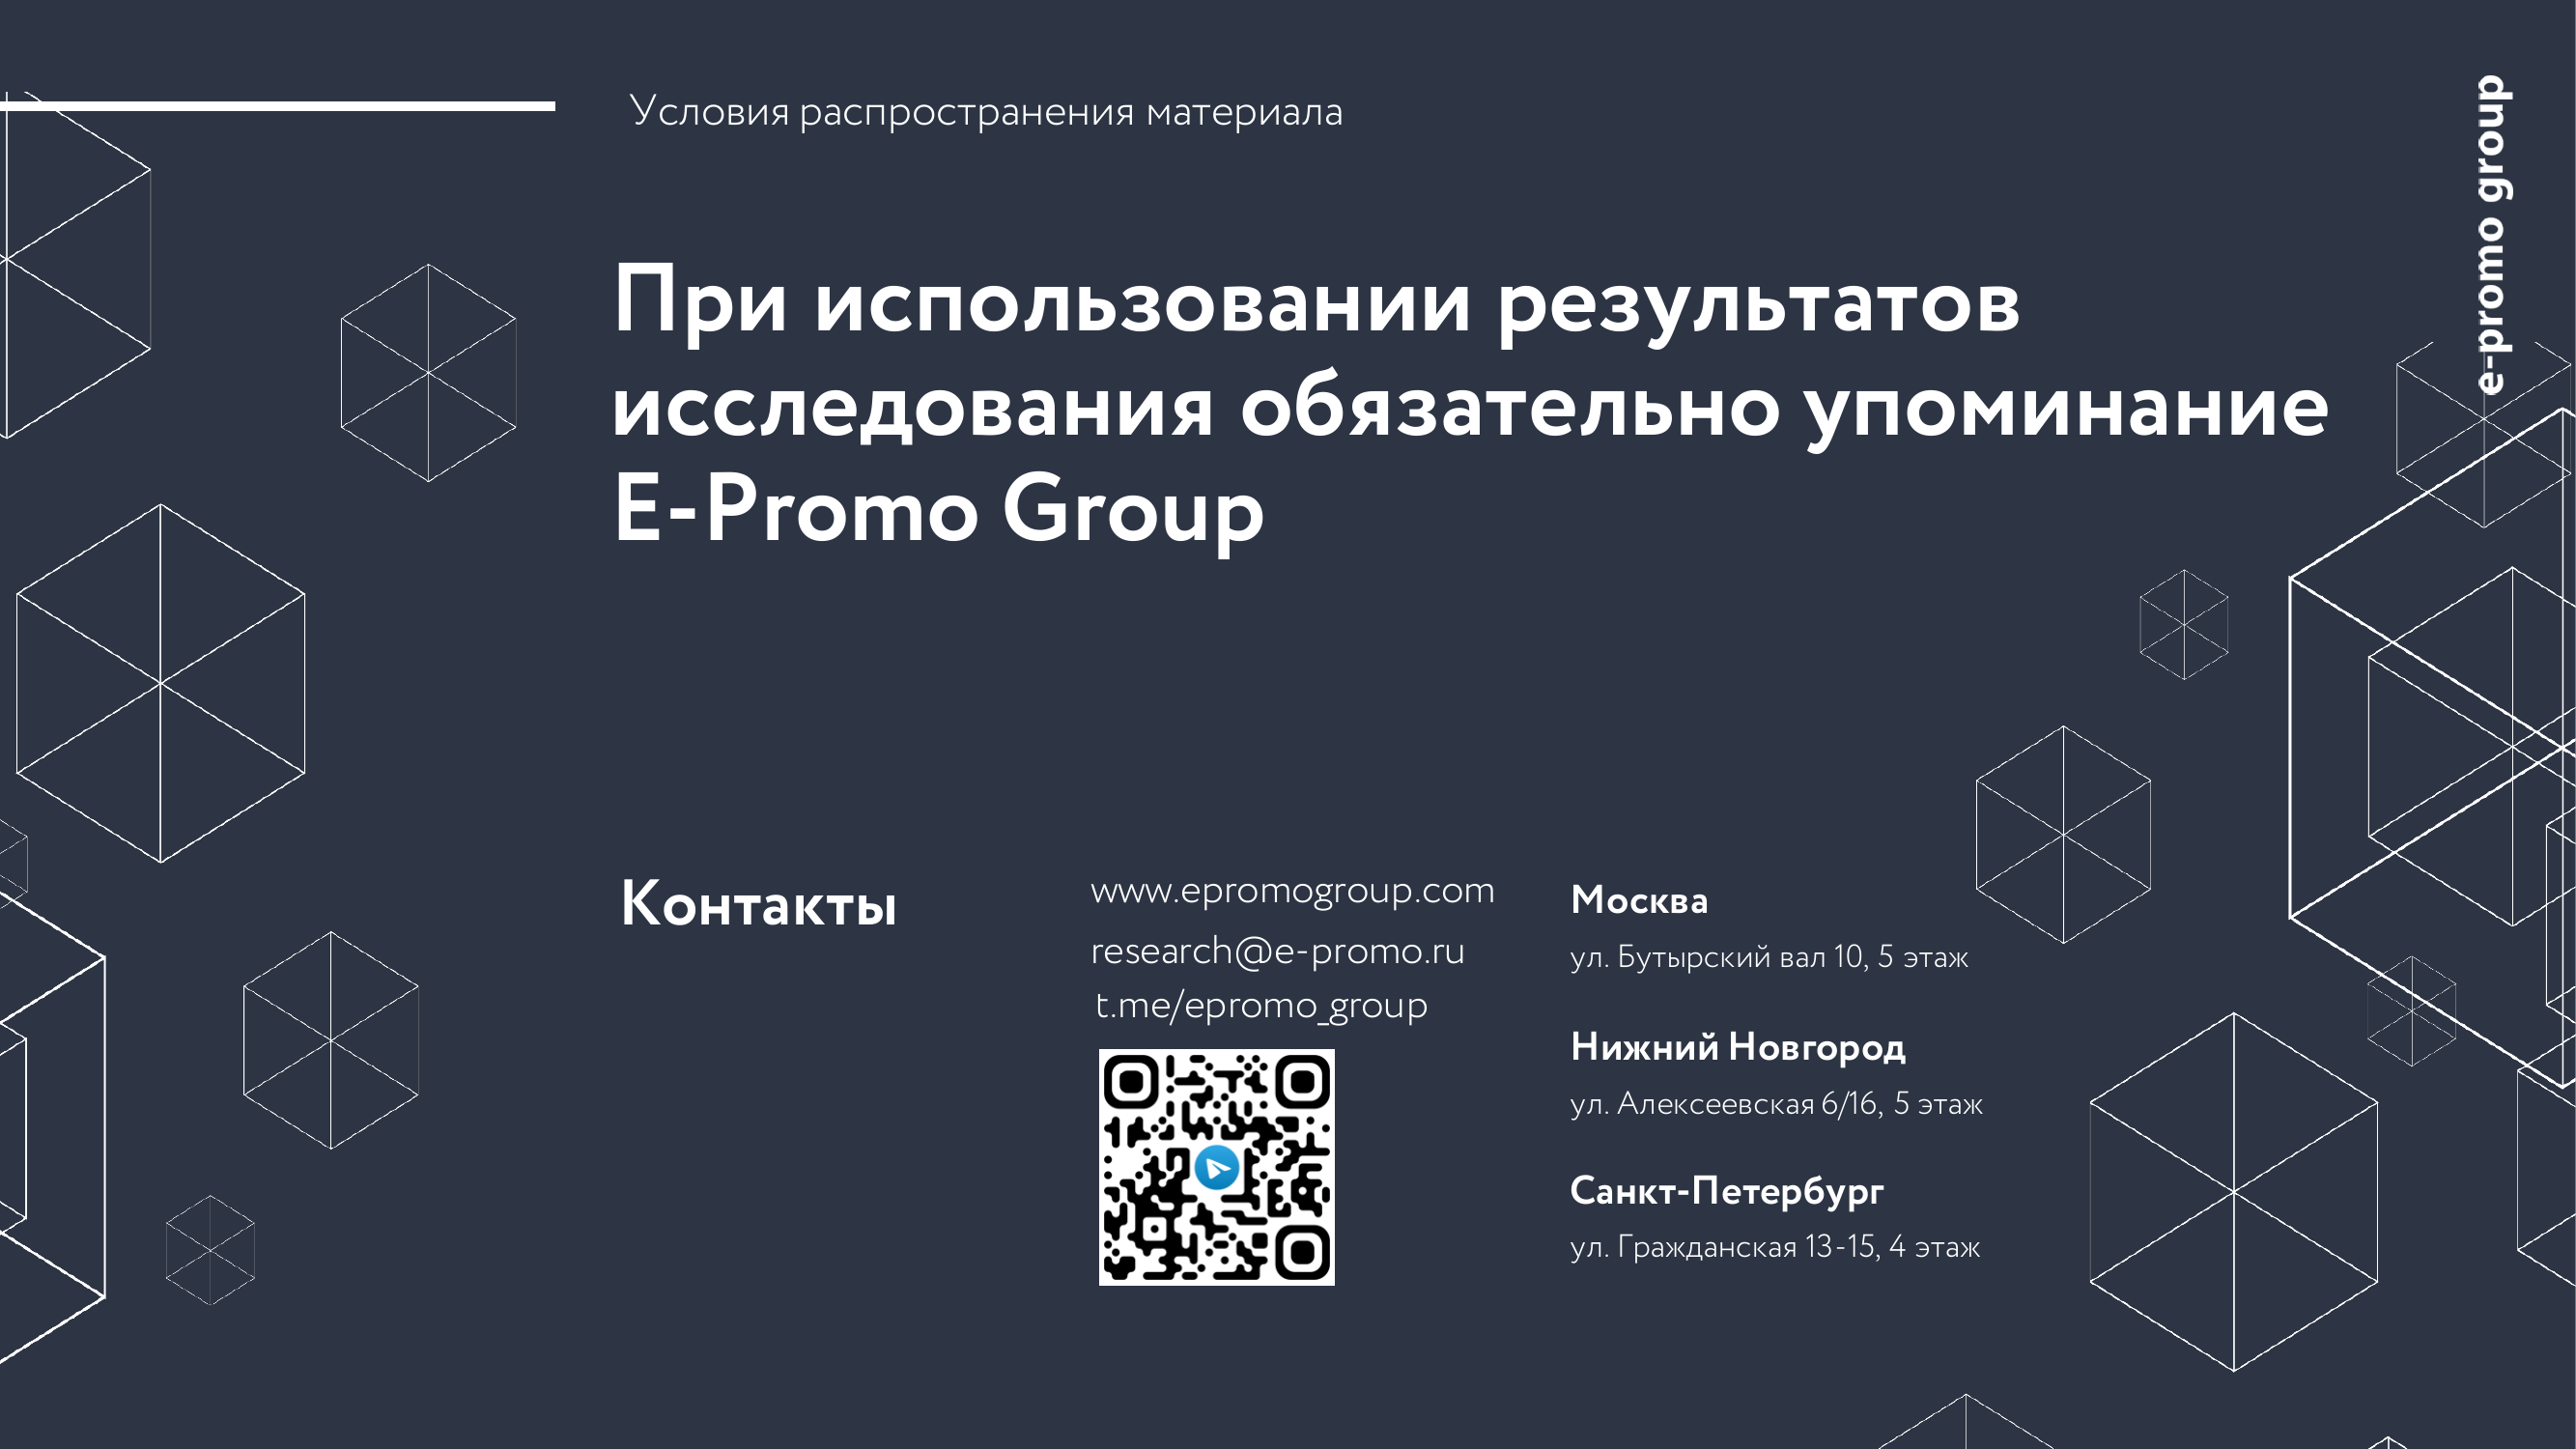 Условия распространения материала
e-promo group
При использовании результатов
исследования обязательно упоминание
E-Promo Group
Контакты
www.epromogroup.com
research@e-promo.ru
t.me/epromo_group
Москва
ул. Бутырский вал 10, 5 этаж
Нижний Новгород
ул. Алексеевская 6/16, 5 этаж
Санкт-Петербург
ул. Гражданская 13-15, 4 этаж